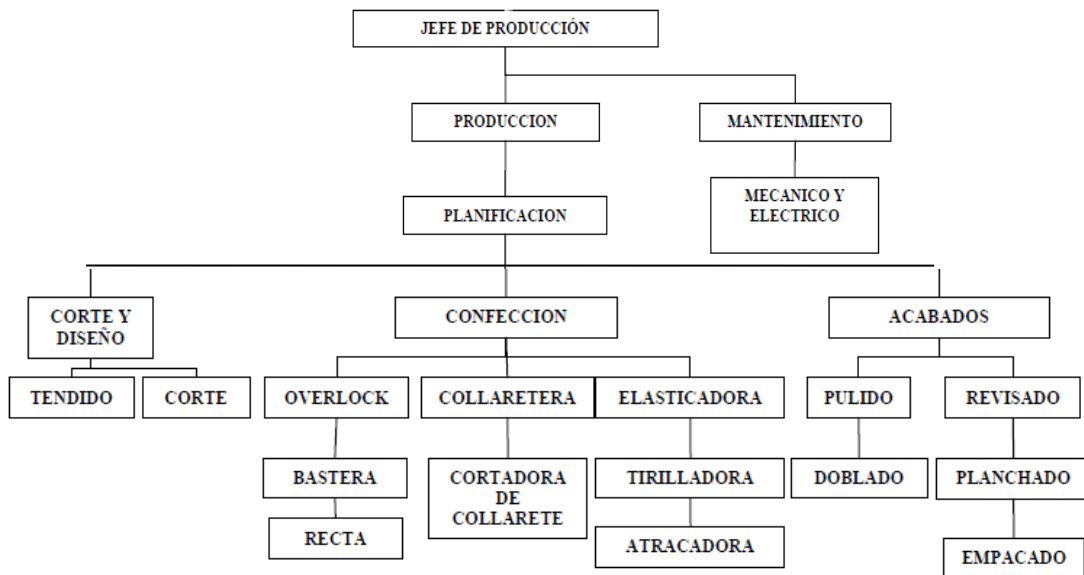 JEFE DE PRODUCCIÓN
PRODUCCION
MANTENIMIENTO
MECANICO Y
ELECTRICO
PLANIFICACION
CORTE Y
DISEÑO
CONFECCION
ACABADOS
TENDIDO
CORTE
OVERLOCK
COLLARETERA
ELASTICADORA
PULIDO
REVISADO
BASTERA
CORTADORA
DE
COLLARETE
TIRILLADORA
DOBLADO
PLANCHADO
RECTA
ATRACADORA
EMPACADO